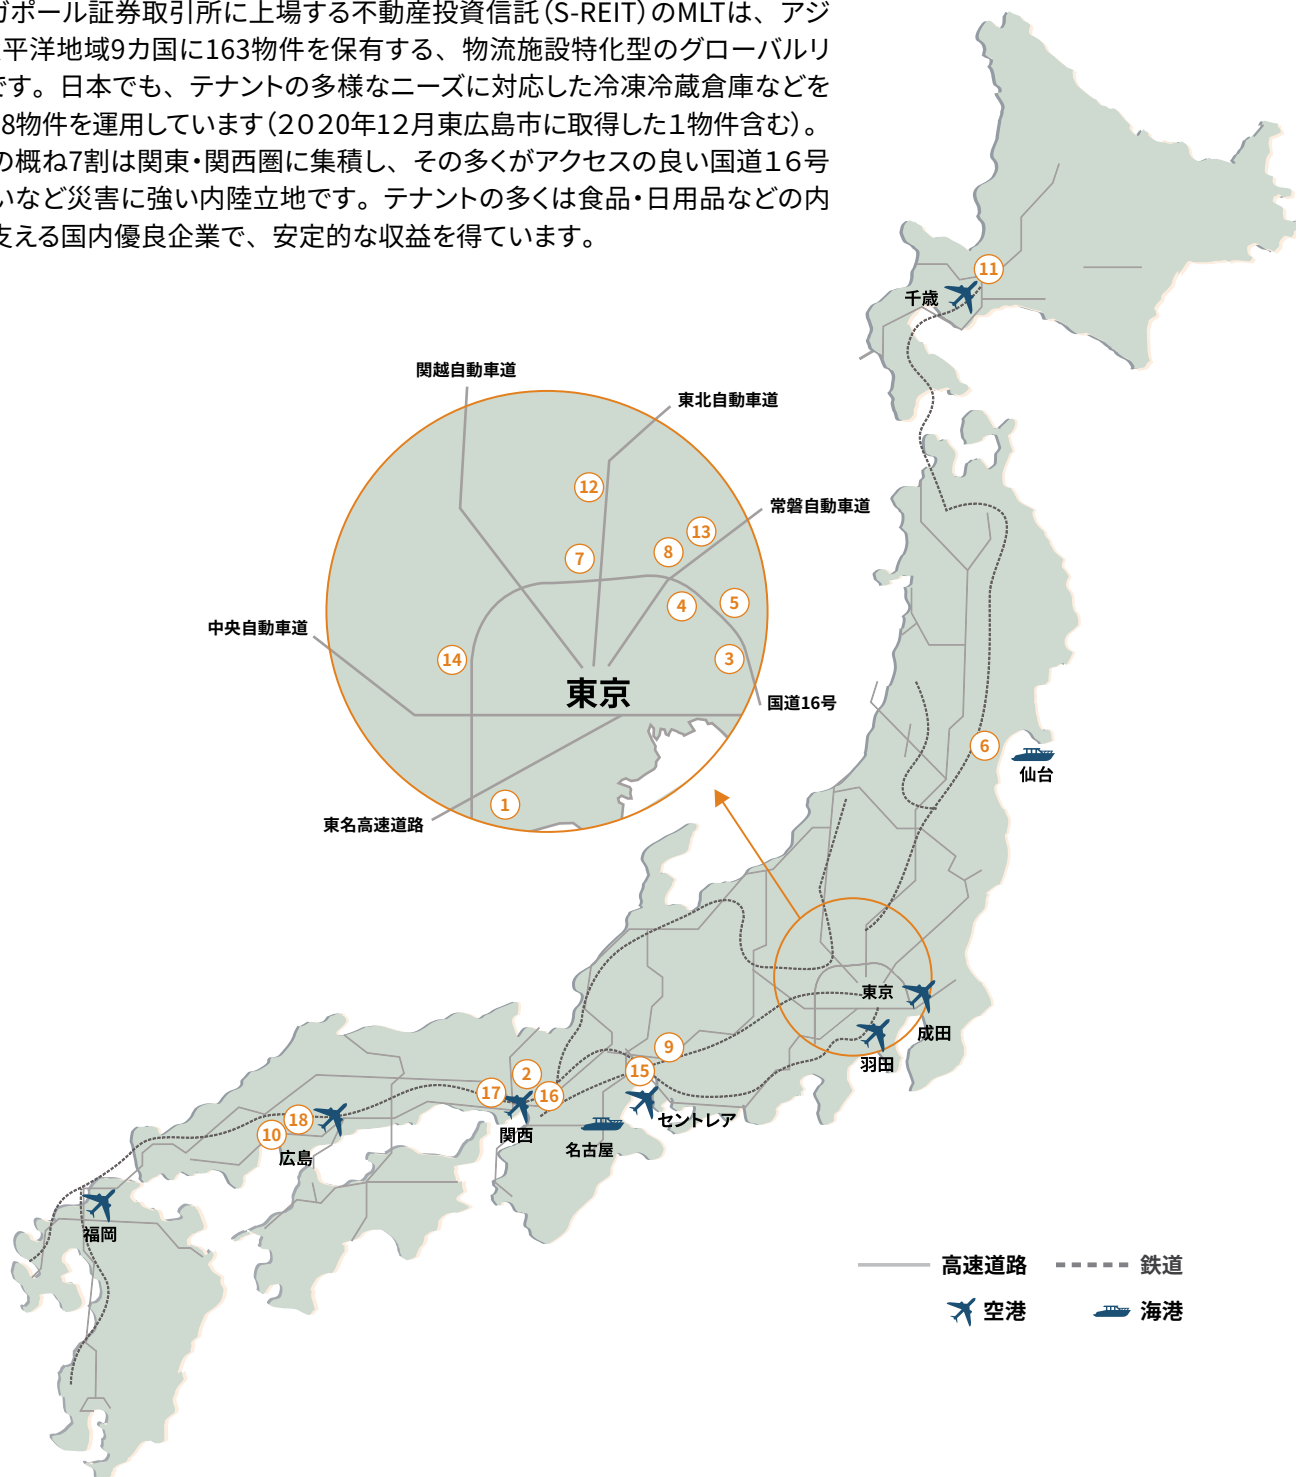 ガポール証券取引所に上場する不動産投資信託（S-REIT）のMLTは、アジ
平洋地域9カ国に163物件を保有する、物流施設特化型のグローバルリ
です。日本でも、テナントの多様なニーズに対応した冷凍冷蔵倉庫などを
8物件を運用しています（２０20年12月東広島市に取得した１物件含む）。
の概ね7割は関東・関西圏に集積し、その多くがアクセスの良い国道１６号
いなど災害に強い内陸立地です。テナントの多くは食品・日用品などの内
支える国内優良企業で、安定的な収益を得ています。
11
千歳
関越自動車道
東北自動車道
12
常磐自動車道
13
8
7
5
4
中央自動車道
14
3
東京
国道16号
6
仙台
1
東名高速道路
東京
成田
羽田
9
15
2
17
16
セントレア
関西
名古屋
18
10
広島
福岡
高速道路
鉄道
空港
海港